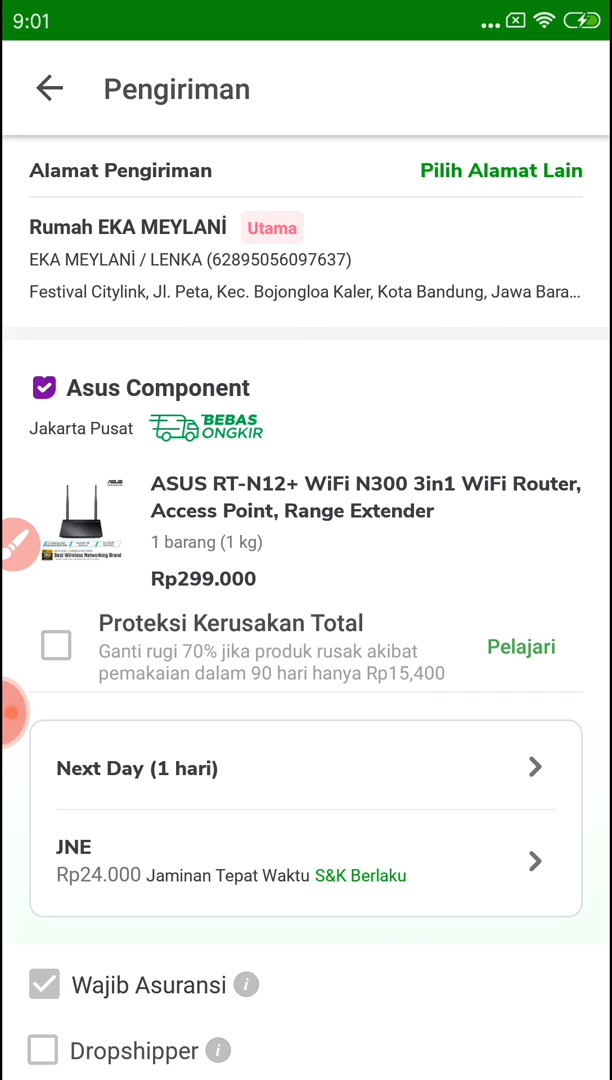 9:01
Pengiriman
Alamat Pengiriman
Pilih Alamat Lain
Rumah EKA MEYLANİ
Utama
EKA MEYLANİ / LENKA (62895056097637)
Festival Citylink, Jl. Peta, Kec. Bojongloa Kaler, Kota Bandung, Jawa Bara...
Asus Component
Jakarta Pusat
BEBAS
ONGKIR
ASUS RT-N12+ WiFi N300 3in1 WiFi Router,
Access Point, Range Extender
1 barang (1 kg)
Rp299.000
Best Wireless Networking Brand
Proteksi Kerusakan Total
Ganti rugi 70% jika produk rusak akibat
pemakaian dalam 90 hari hanya Rp15,400
Pelajari
Next Day (1 hari)
JNE
Rp24.000 Jaminan Tepat Waktu S&K Berlaku
Wajib Asuransi
Dropshipper